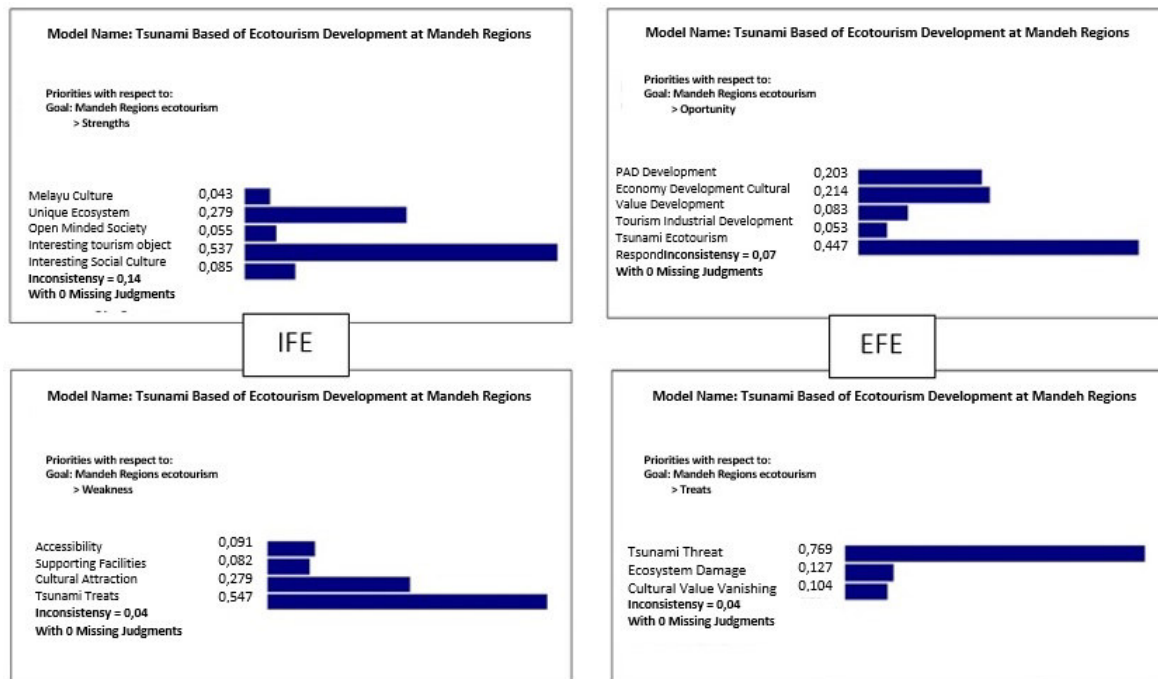 Model Name: Tsunami Based of Ecotourism Development at Mandeh Regions
Priorities with respect to:
Goal: Mandeh Regions ecotourism
> Strengths
Melayu Culture 0,043
Unique Ecosystem 0,279
Open Minded Society 0,055
Interesting tourism object 0,537
Interesting Social Culture 0,085
Inconsistensy = 0,14
With 0 Missing Judgments
IFE
Model Name: Tsunami Based of Ecotourism Development at Mandeh Regions
Priorities with respect to:
Goal: Mandeh Regions ecotourism
> Weakness
Accessibility 0,091
Supporting Facilities 0,082
Cultural Attraction 0,279
Tsunami Treats 0,547
Inconsistensy = 0,04
With 0 Missing Judgments
Model Name: Tsunami Based of Ecotourism Development at Mandeh Regions
Priorities with respect to:
Goal: Mandeh Regions ecotourism
> Oportunity
PAD Development 0,203
Economy Development Cultural 0,214
Value Development 0,083
Tourism Industrial Development 0,053
Tsunami Ecotourism 0,447
RespondInconsistensy = 0,07
With 0 Missing Judgments
EFE
Model Name: Tsunami Based of Ecotourism Development at Mandeh Regions
Priorities with respect to:
Goal: Mandeh Regions ecotourism
> Treats
Tsunami Threat 0,769
Ecosystem Damage 0,127
Cultural Value Vanishing 0,104
Inconsistensy = 0,04
With 0 Missing Judgments